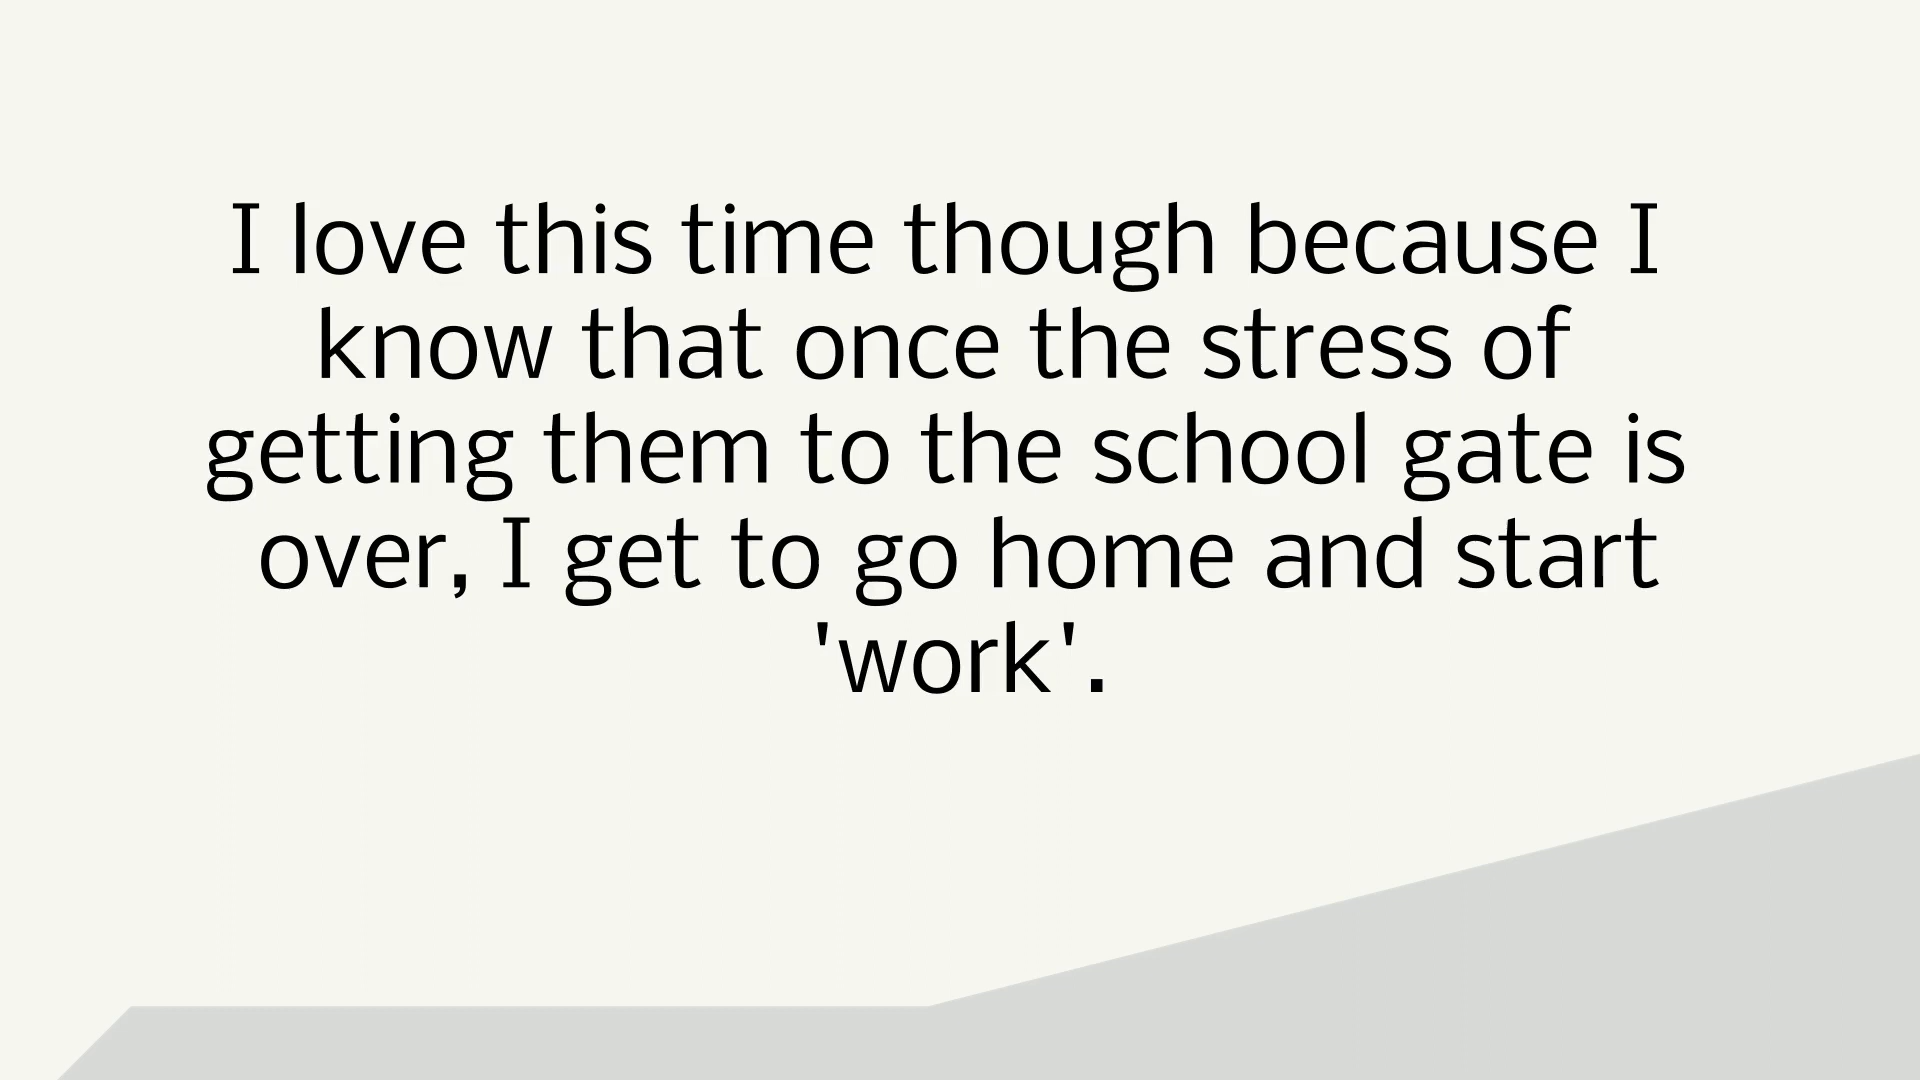 I love this time though because I
know that once the stress of
getting them to the school gate is
over, I get to go home and start
'work'.